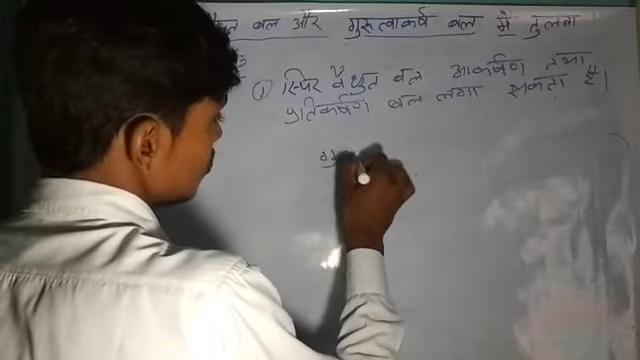 बल और गुरुत्वाकर्ष बल में तुलना
① स्थिर वैधुत बल आकर्षण तथा
प्रतिकर्षण बल लगा सकता है।
गु